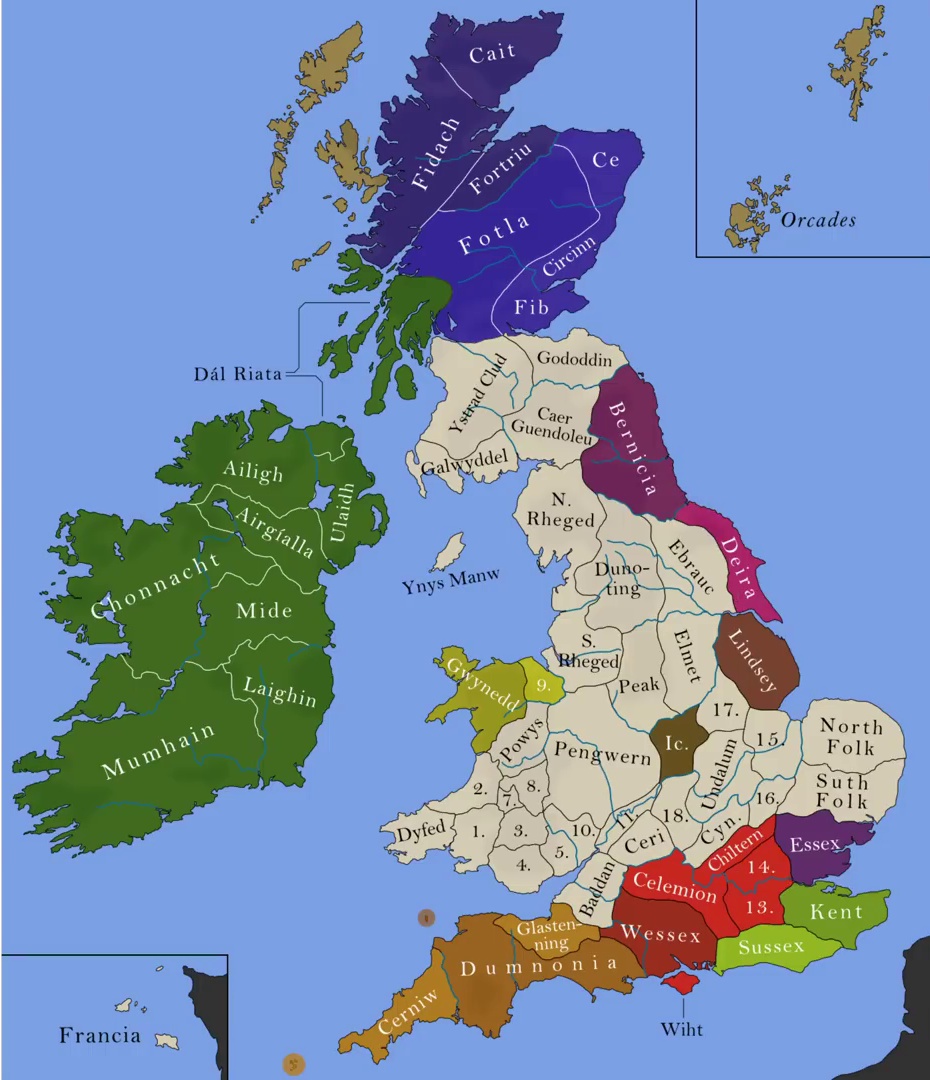 Cait
Fidach
Fortriu
Ce
Fotla
Circinn
Fib
Orcades
Dál Riata
Gododdin
Ystrad Clud
Caer
Guendoleu
Galwyddel
Bernicia
N.
Rheged
Ynys Manw
Duno-
ting
Ebrauc
Deira
Ailigh
Airgíalla
Ulaidh
Chonnacht
Mide
Laighin
Mumhain
S.
Rheged
Elmet
Lindsey
Peak
Gwynedd
9.
17.
15.
North
Folk
Powys
Pengwern
Ic.
Undalum
Suth
Folk
2.
7.
8.
16.
Dyfed
1.
3.
10.
11.
18.
Cyn.
4.
5.
Ceri
Chiltern
14.
Essex
Baddan
Celemion
13.
Kent
Glasten-
ning
Wessex
Sussex
Dumnonia
Cerniw
Wiht
Francia